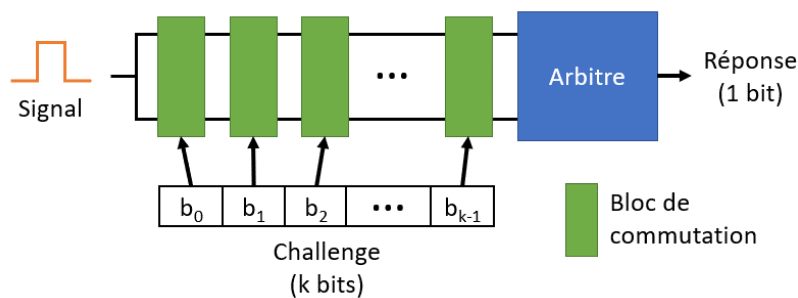 Signal
Arbitre
Réponse
(1 bit)
b0
b1
b2
•••
bk-1
•••
Challenge
(k bits)
Bloc de
commutation